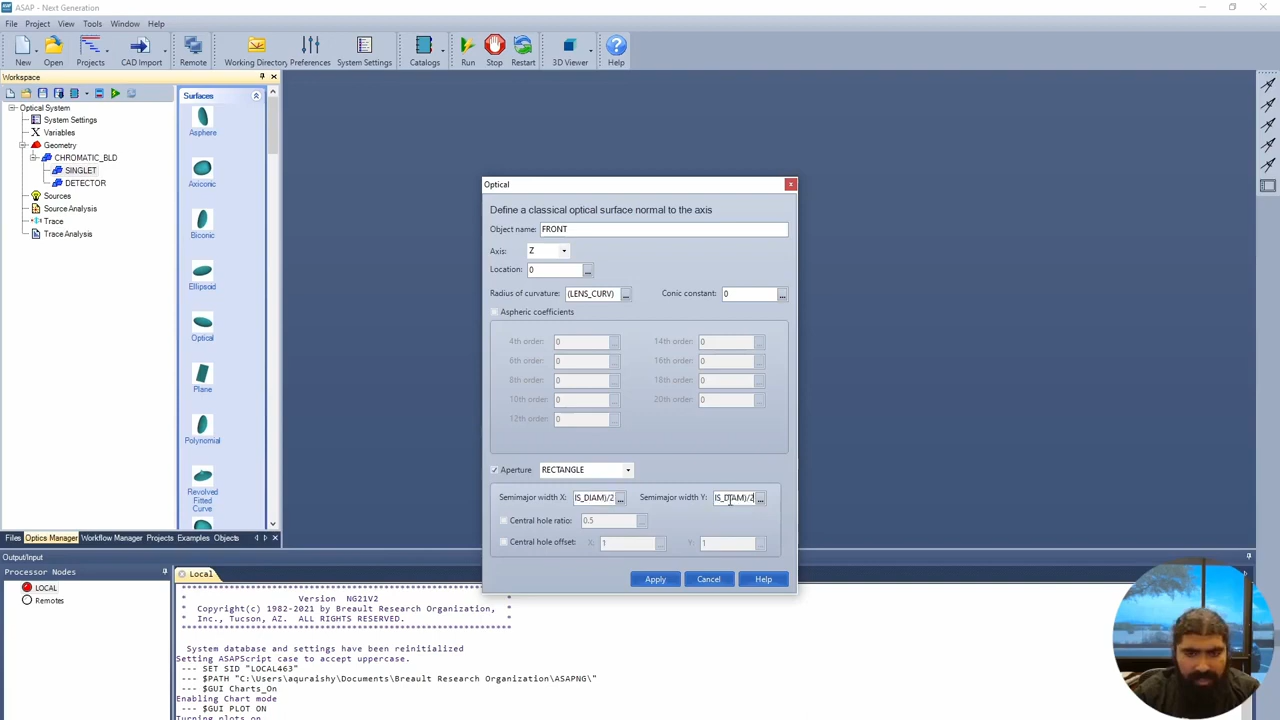 ASAP - Next Generation
File Project View Tools Window Help
New Open Projects CAD Import Remote Working Directory Preferences System Settings Catalogs Run Stop Restart 3D Viewer Help
Workspace
Surfaces
Optical System
System Settings
Variables
Geometry
CHROMATIC_BLD
SINGLET
DETECTOR
Sources
Source Analysis
Trace
Trace Analysis
Asphere
Axiconic
Biconic
Ellipsoid
Optical
Plane
Polynomial
Revolved
Fitted
Curve
Files Optics Manager Workflow Manager Projects Examples Objects
Optical
Define a classical optical surface normal to the axis
Object name: FRONT
Axis: Z
Location: 0 ...
Radius of curvature: (LENS_CURV) ... Conic constant: 0 ...
Aspheric coefficients
4th order: 0 ... 14th order: 0 ...
6th order: 0 ... 16th order: 0 ...
8th order: 0 ... 18th order: 0 ...
10th order: 0 ... 20th order: 0 ...
12th order: 0 ...
Aperture RECTANGLE
Semimajor width X: IS_DIAM)/2 ... Semimajor width Y: IS_DIAM)/2 ...
Central hole ratio: 0.5 ...
Central hole offset: X: 1 ... Y: 1 ...
Apply Cancel Help
Output/Input
Processor Nodes
LOCAL
Remotes
Local
***************************************************
* Version NG21V2 *
* Copyright(c) 1982-2021 by Breault Research Organization, *
* Inc., Tucson, AZ. ALL RIGHTS RESERVED. *
***************************************************
System database and settings have been reinitialized
Setting ASAPScript case to accept uppercase.
--- SET SID "LOCAL463"
--- $PATH "C:\Users\aquraishy\Documents\Breault Research Organization\ASAPNG\"
--- $GUI Charts_On
Enabling Chart mode
--- $GUI PLOT ON
Turning plots on